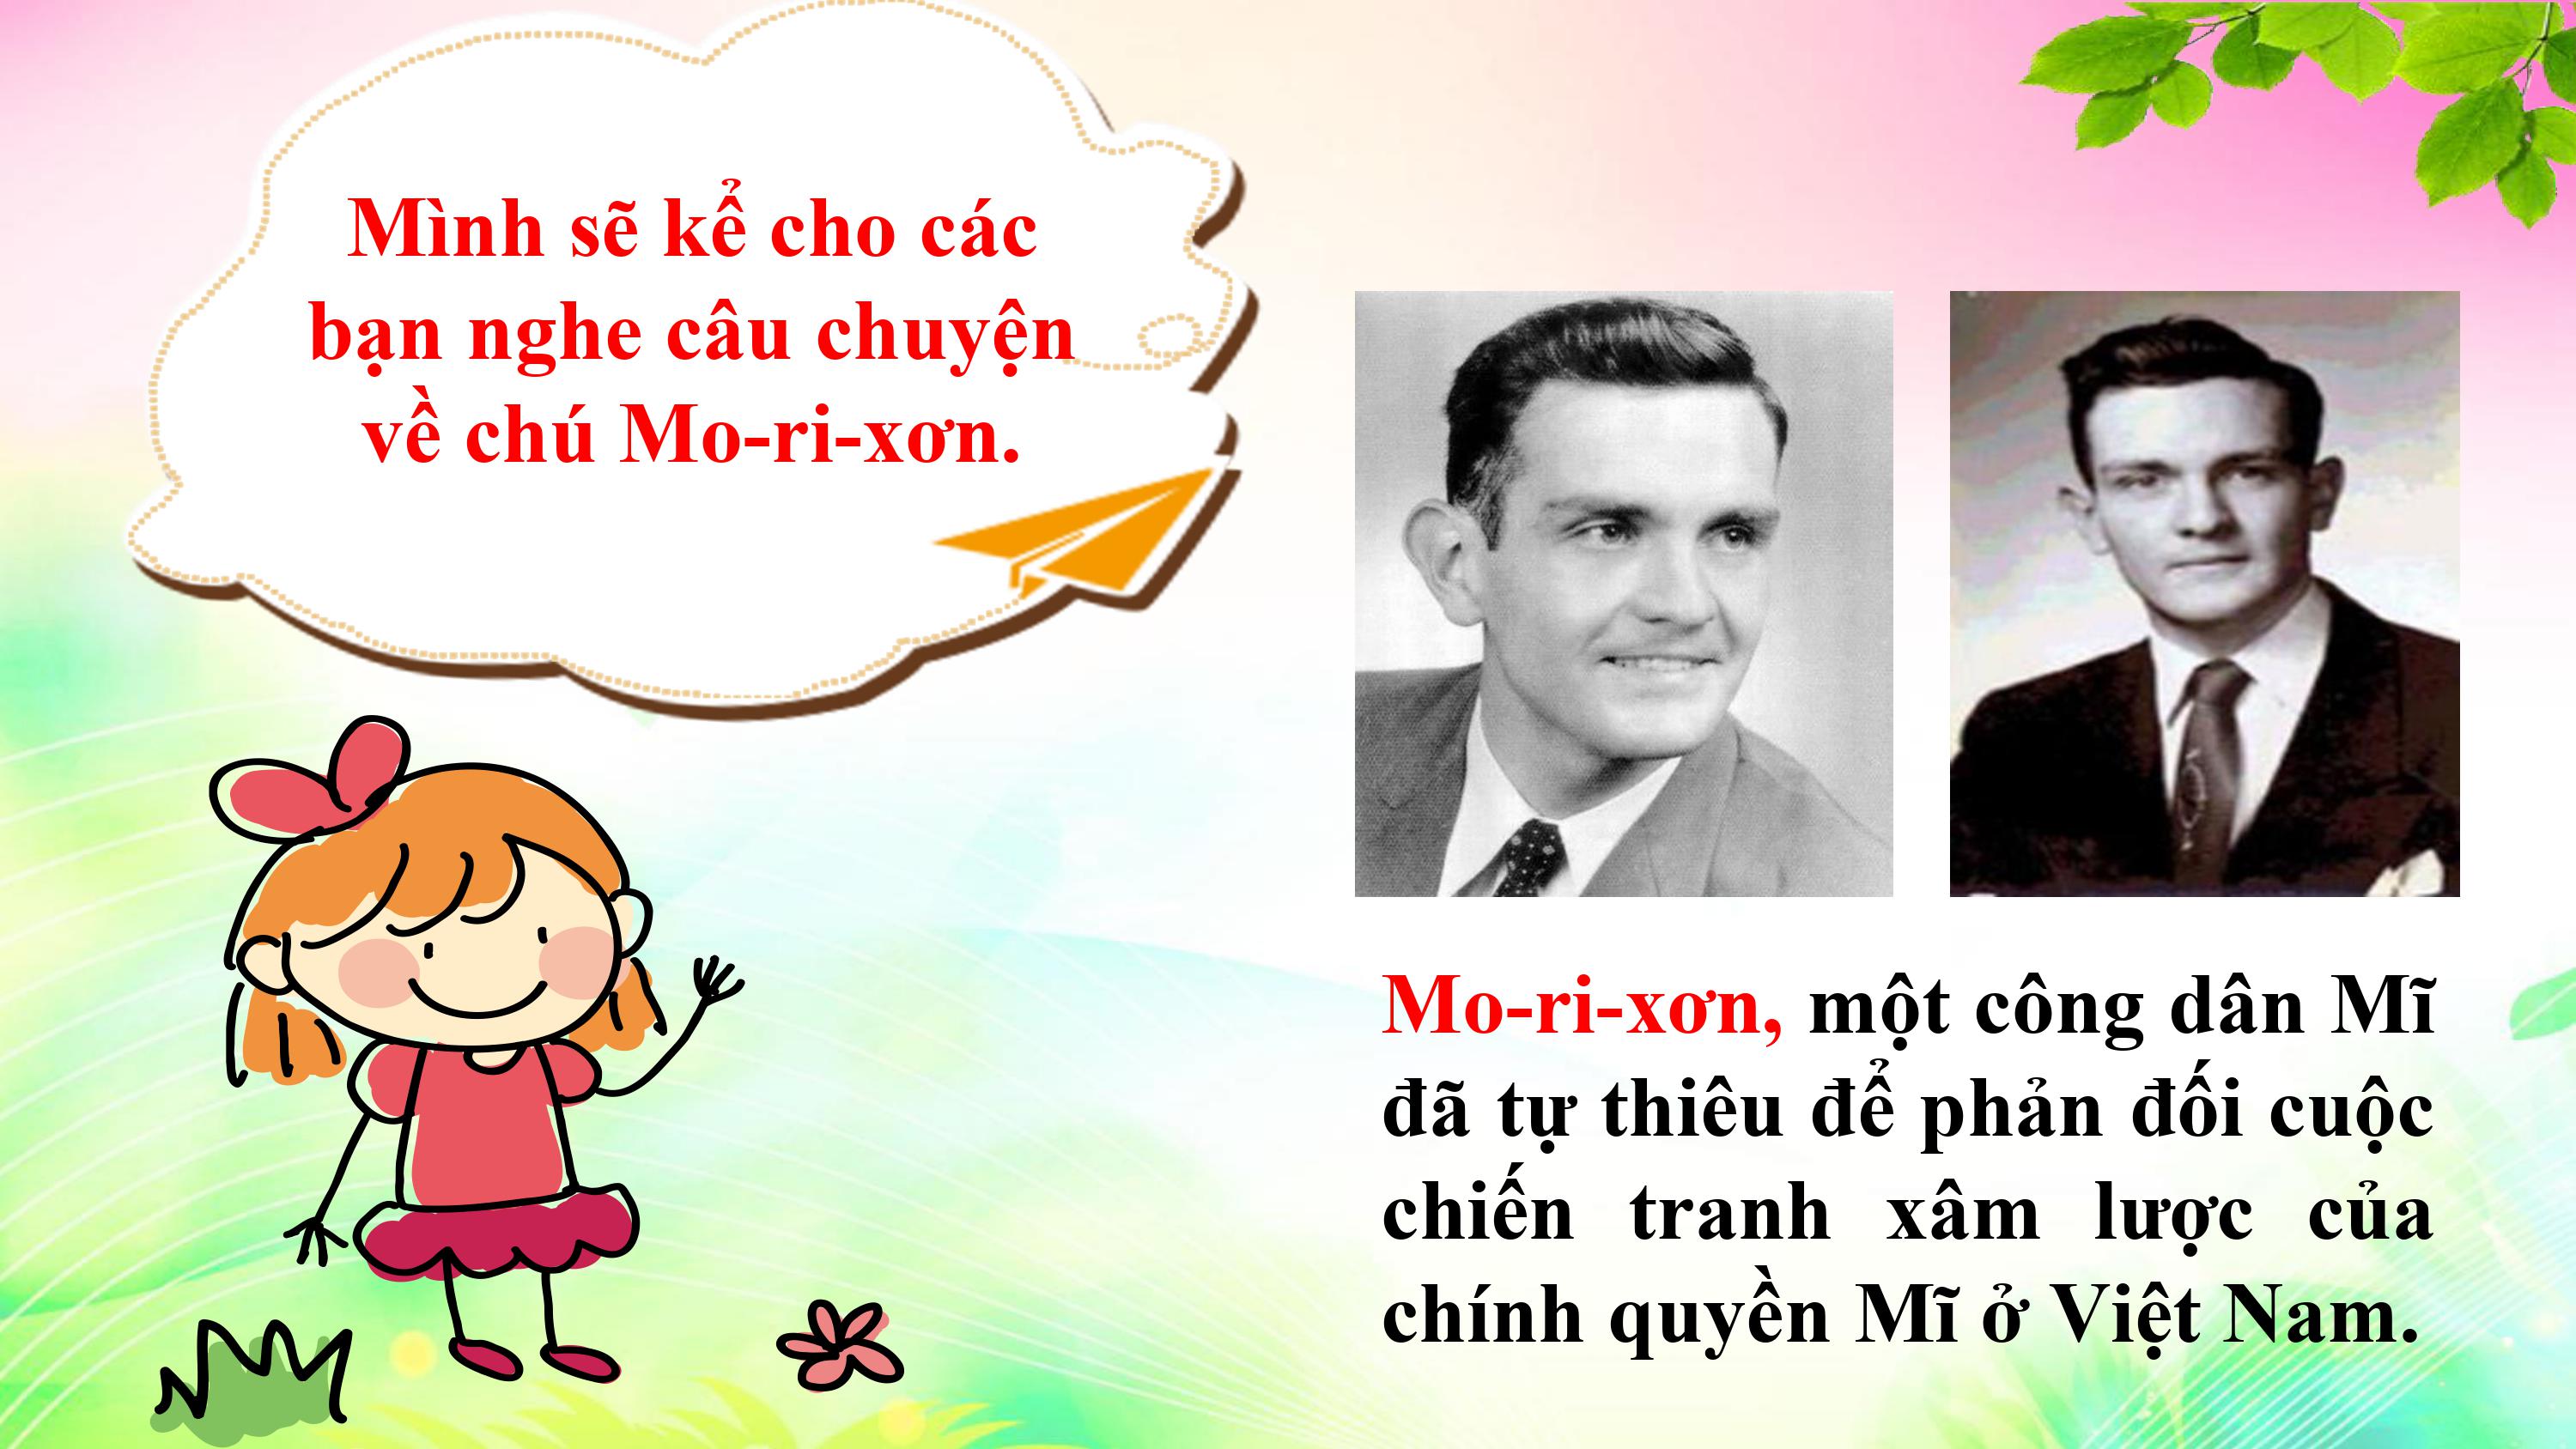 Mình sẽ kể cho các
bạn nghe câu chuyện
về chú Mo-ri-xơn.
Mo-ri-xơn, một công dân Mĩ
đã tự thiêu để phản đối cuộc
chiến tranh xâm lược của
chính quyền Mĩ ở Việt Nam.